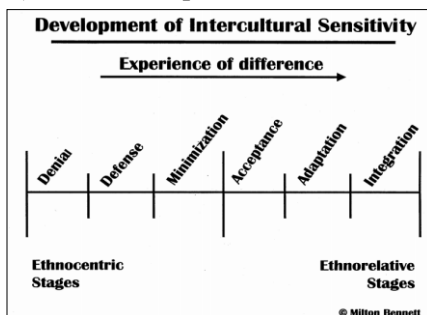 Development of Intercultural Sensitivity
Experience of difference
Denial
Defense
Minimization
Acceptance
Adaptation
Integration
Ethnocentric
Stages
Ethnorelative
Stages
© Milton Bennett